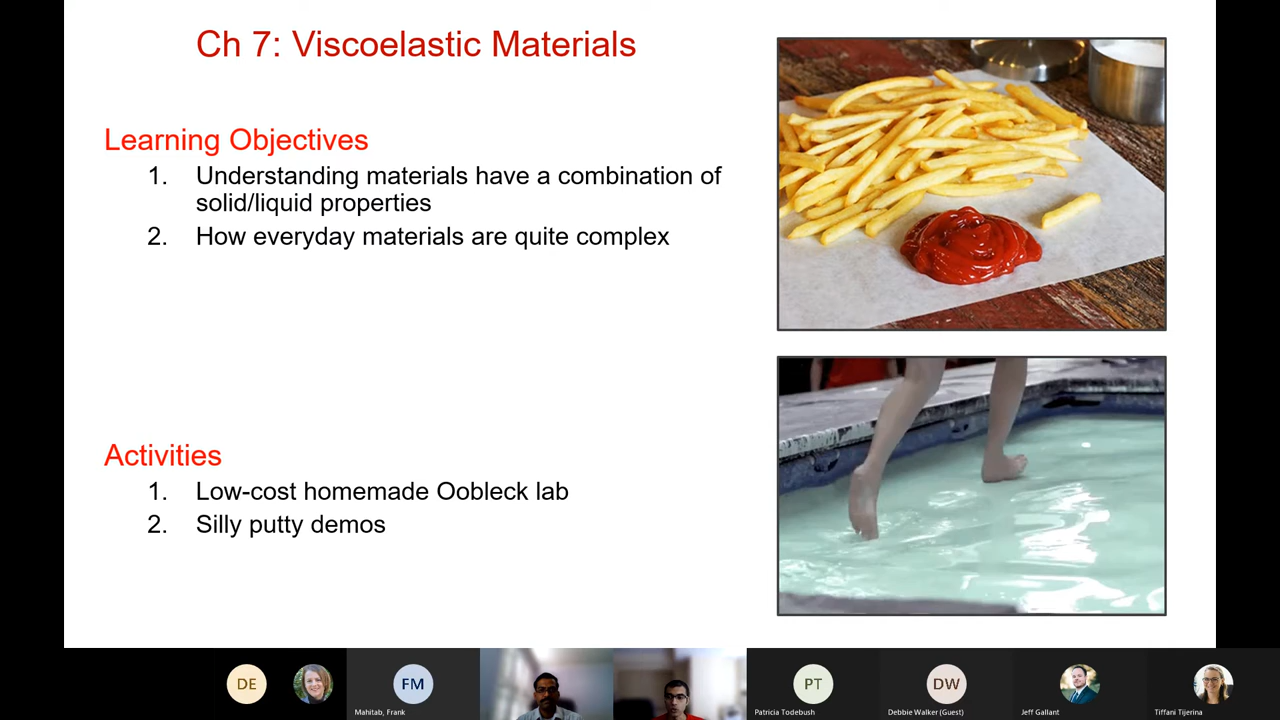 Ch 7: Viscoelastic Materials
Learning Objectives
1. Understanding materials have a combination of
solid/liquid properties
2. How everyday materials are quite complex
Activities
1. Low-cost homemade Oobleck lab
2. Silly putty demos
DE
FM
PT
DW
Mahitab, Frank
Patricia Todebush
Debbie Walker (Guest)
Jeff Gallant
Tiffani Tijerina